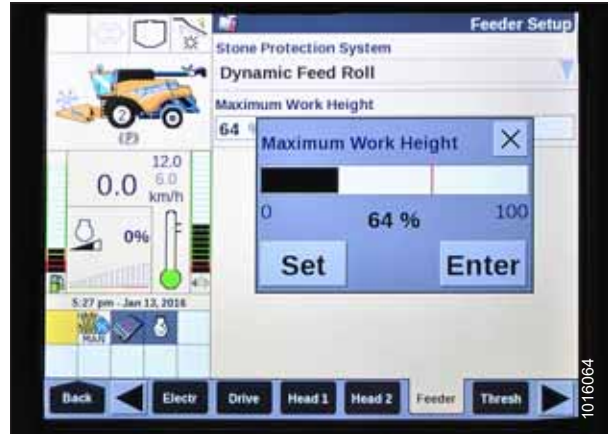 Feeder Setup
Stone Protection System
Dynamic Feed Roll
Maximum Work Height
64 %
Maximum Work Height
0
64 %
100
Set
Enter
2
(P)
12.0
0.0
6.0
km/h
0%
5:27 pm - Jan 13, 2016
MAN
Back
Electr
Drive
Head 1
Head 2
Feeder
Thresh
1016064